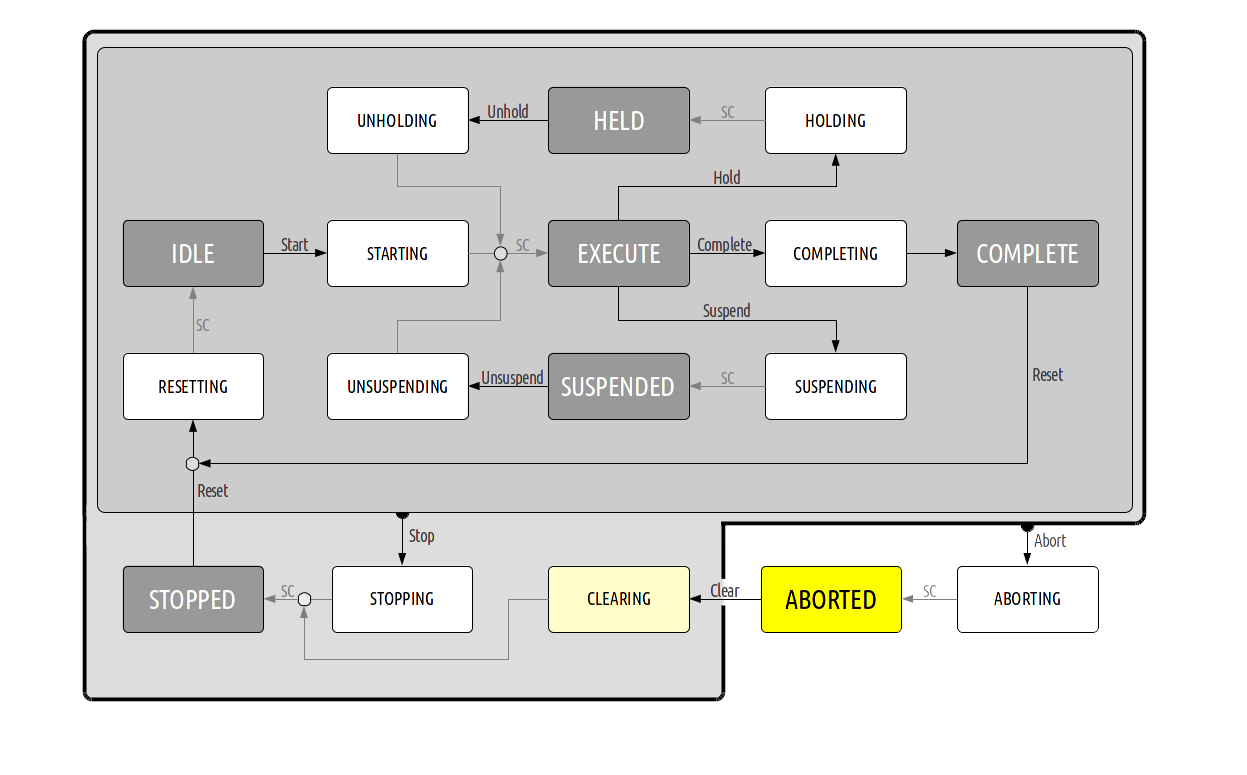 Unhold
SC
UNHOLDING
HELD
HOLDING
Hold
Start
SC
Complete
IDLE
STARTING
EXECUTE
COMPLETING
COMPLETE
Suspend
SC
Unsuspend
SC
Reset
RESETTING
UNSUSPENDING
SUSPENDED
SUSPENDING
Reset
Stop
Abort
SC
Clear
SC
STOPPED
STOPPING
CLEARING
ABORTED
ABORTING